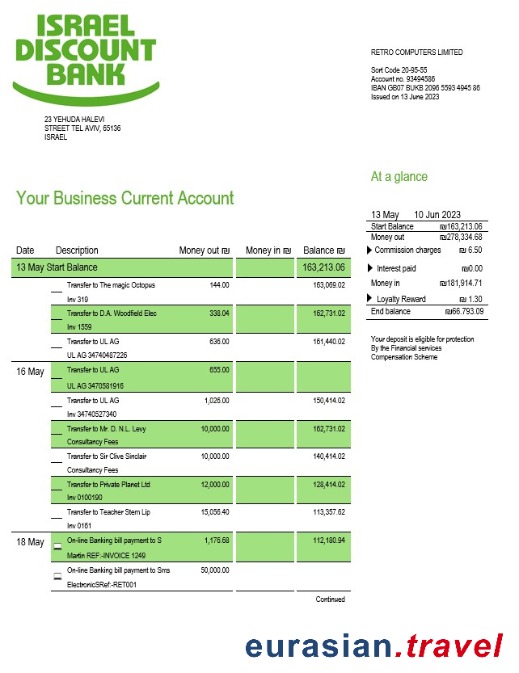 ISRAEL
DISCOUNT
BANK
23 YEHUDA HALEVI
STREET TEL AVIV, 65136
ISRAEL
RETRO COMPUTERS LIMITED
Sort Code 20-95-55
Account no. 93494586
IBAN GB07 BUKB 2096 5593 4945 86
Issued on 13 June 2023
At a glance
13 May 10 Jun 2023
Start Balance ₪163,213.06
Money out ₪278,334.68
Commission charges ₪ 6.50
Interest paid ₪0.00
Money in ₪181,914.71
Loyalty Reward ₪ 1.30
End balance ₪66.793.09
Your deposit is eligible for protection
By the Financial services
Compensation Scheme
Your Business Current Account
Date Description Money out ₪ Money in ₪ Balance ₪
13 May Start Balance 163,213.06
Transfer to The magic Octopus 144.00 163,069.02
Inv 319
Transfer to D.A. Woodfield Elec 338.04 162,731.02
Inv 1559
Transfer to UL AG 636.00 161,440.02
UL AG 34740487226
16 May Transfer to UL AG 655.00
UL AG 3470581916
Transfer to UL AG 1,026.00 150,414.02
Inv 34740527340
Transfer to Mr. D. N.L. Levy 10,000.00 162,731.02
Consultancy Fees
Transfer to Sir Clive Sinclair 10,000.00 140,414.02
Consultancy Fees
Transfer to Private Planet Ltd 12,000.00 128,414.02
Inv 0100190
Transfer to Teacher Stern Lip 15,056.40 113,357.62
Inv 0161
18 May On-line Banking bill payment to S 1,176.68 112,180.94
Martin REF:-INVOICE 1249
On-line Banking bill payment to Sms 50,000.00
ElectronicSRef:-RET001
Continued
eurasian.travel